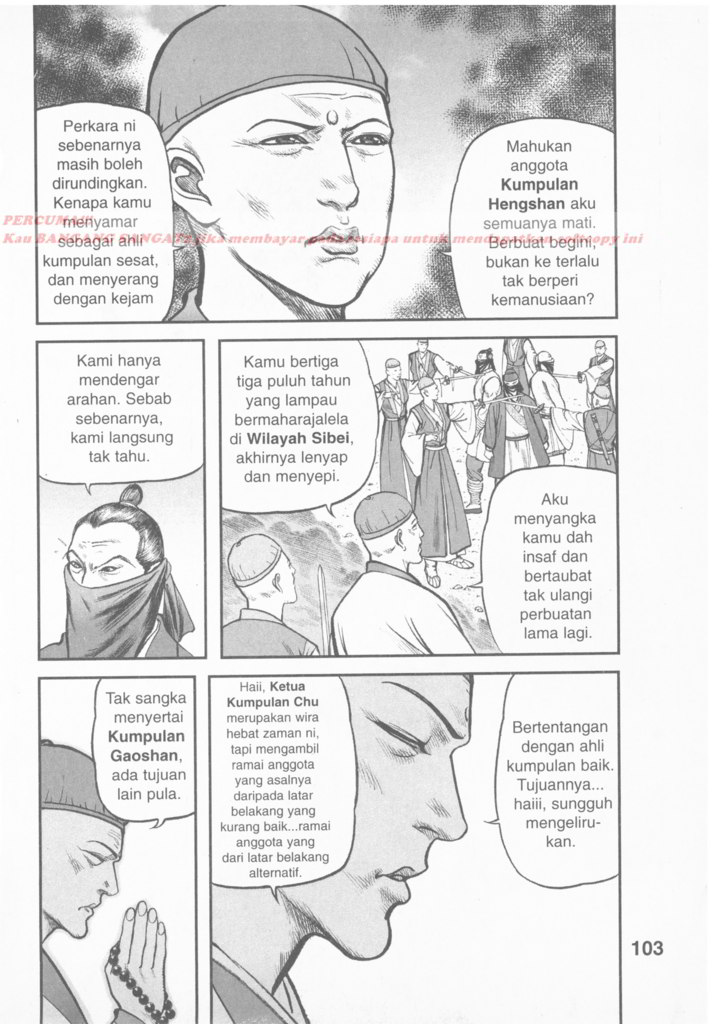 Perkara ni
sebenarnya
masih boleh
dirundingkan.
Kenapa kamu
menyamar
sebagai ahli
kumpulan sesat,
dan menyerang
dengan kejam
Mahukan
anggota
Kumpulan
Hengshan aku
semuanya mati.
Berbuat begini,
bukan ke terlalu
tak berperi
kemanusiaan?
PERCUMA!!!
Kau jika membayar untuk ini
Kami hanya
mendengar
arahan. Sebab
sebenarnya,
kami langsung
tak tahu.
Kamu bertiga
tiga puluh tahun
yang lampau
bermaharajalela
di Wilayah Sibei,
akhirnya lenyap
dan menyepi.
Aku
menyangka
kamu dah
insaf dan
bertaubat
tak ulangi
perbuatan
lama lagi.
Tak sangka
menyertai
Kumpulan
Gaoshan,
ada tujuan
lain pula.
Haii, Ketua
Kumpulan Chu
merupakan wira
hebat zaman ni,
tapi mengambil
ramai anggota
yang asalnya
daripada latar
belakang yang
kurang baik...ramai
anggota yang
dari latar belakang
alternatif.
Bertentangan
dengan ahli
kumpulan baik.
Tujuannya...
haiii, sungguh
mengeliru-
kan.
103